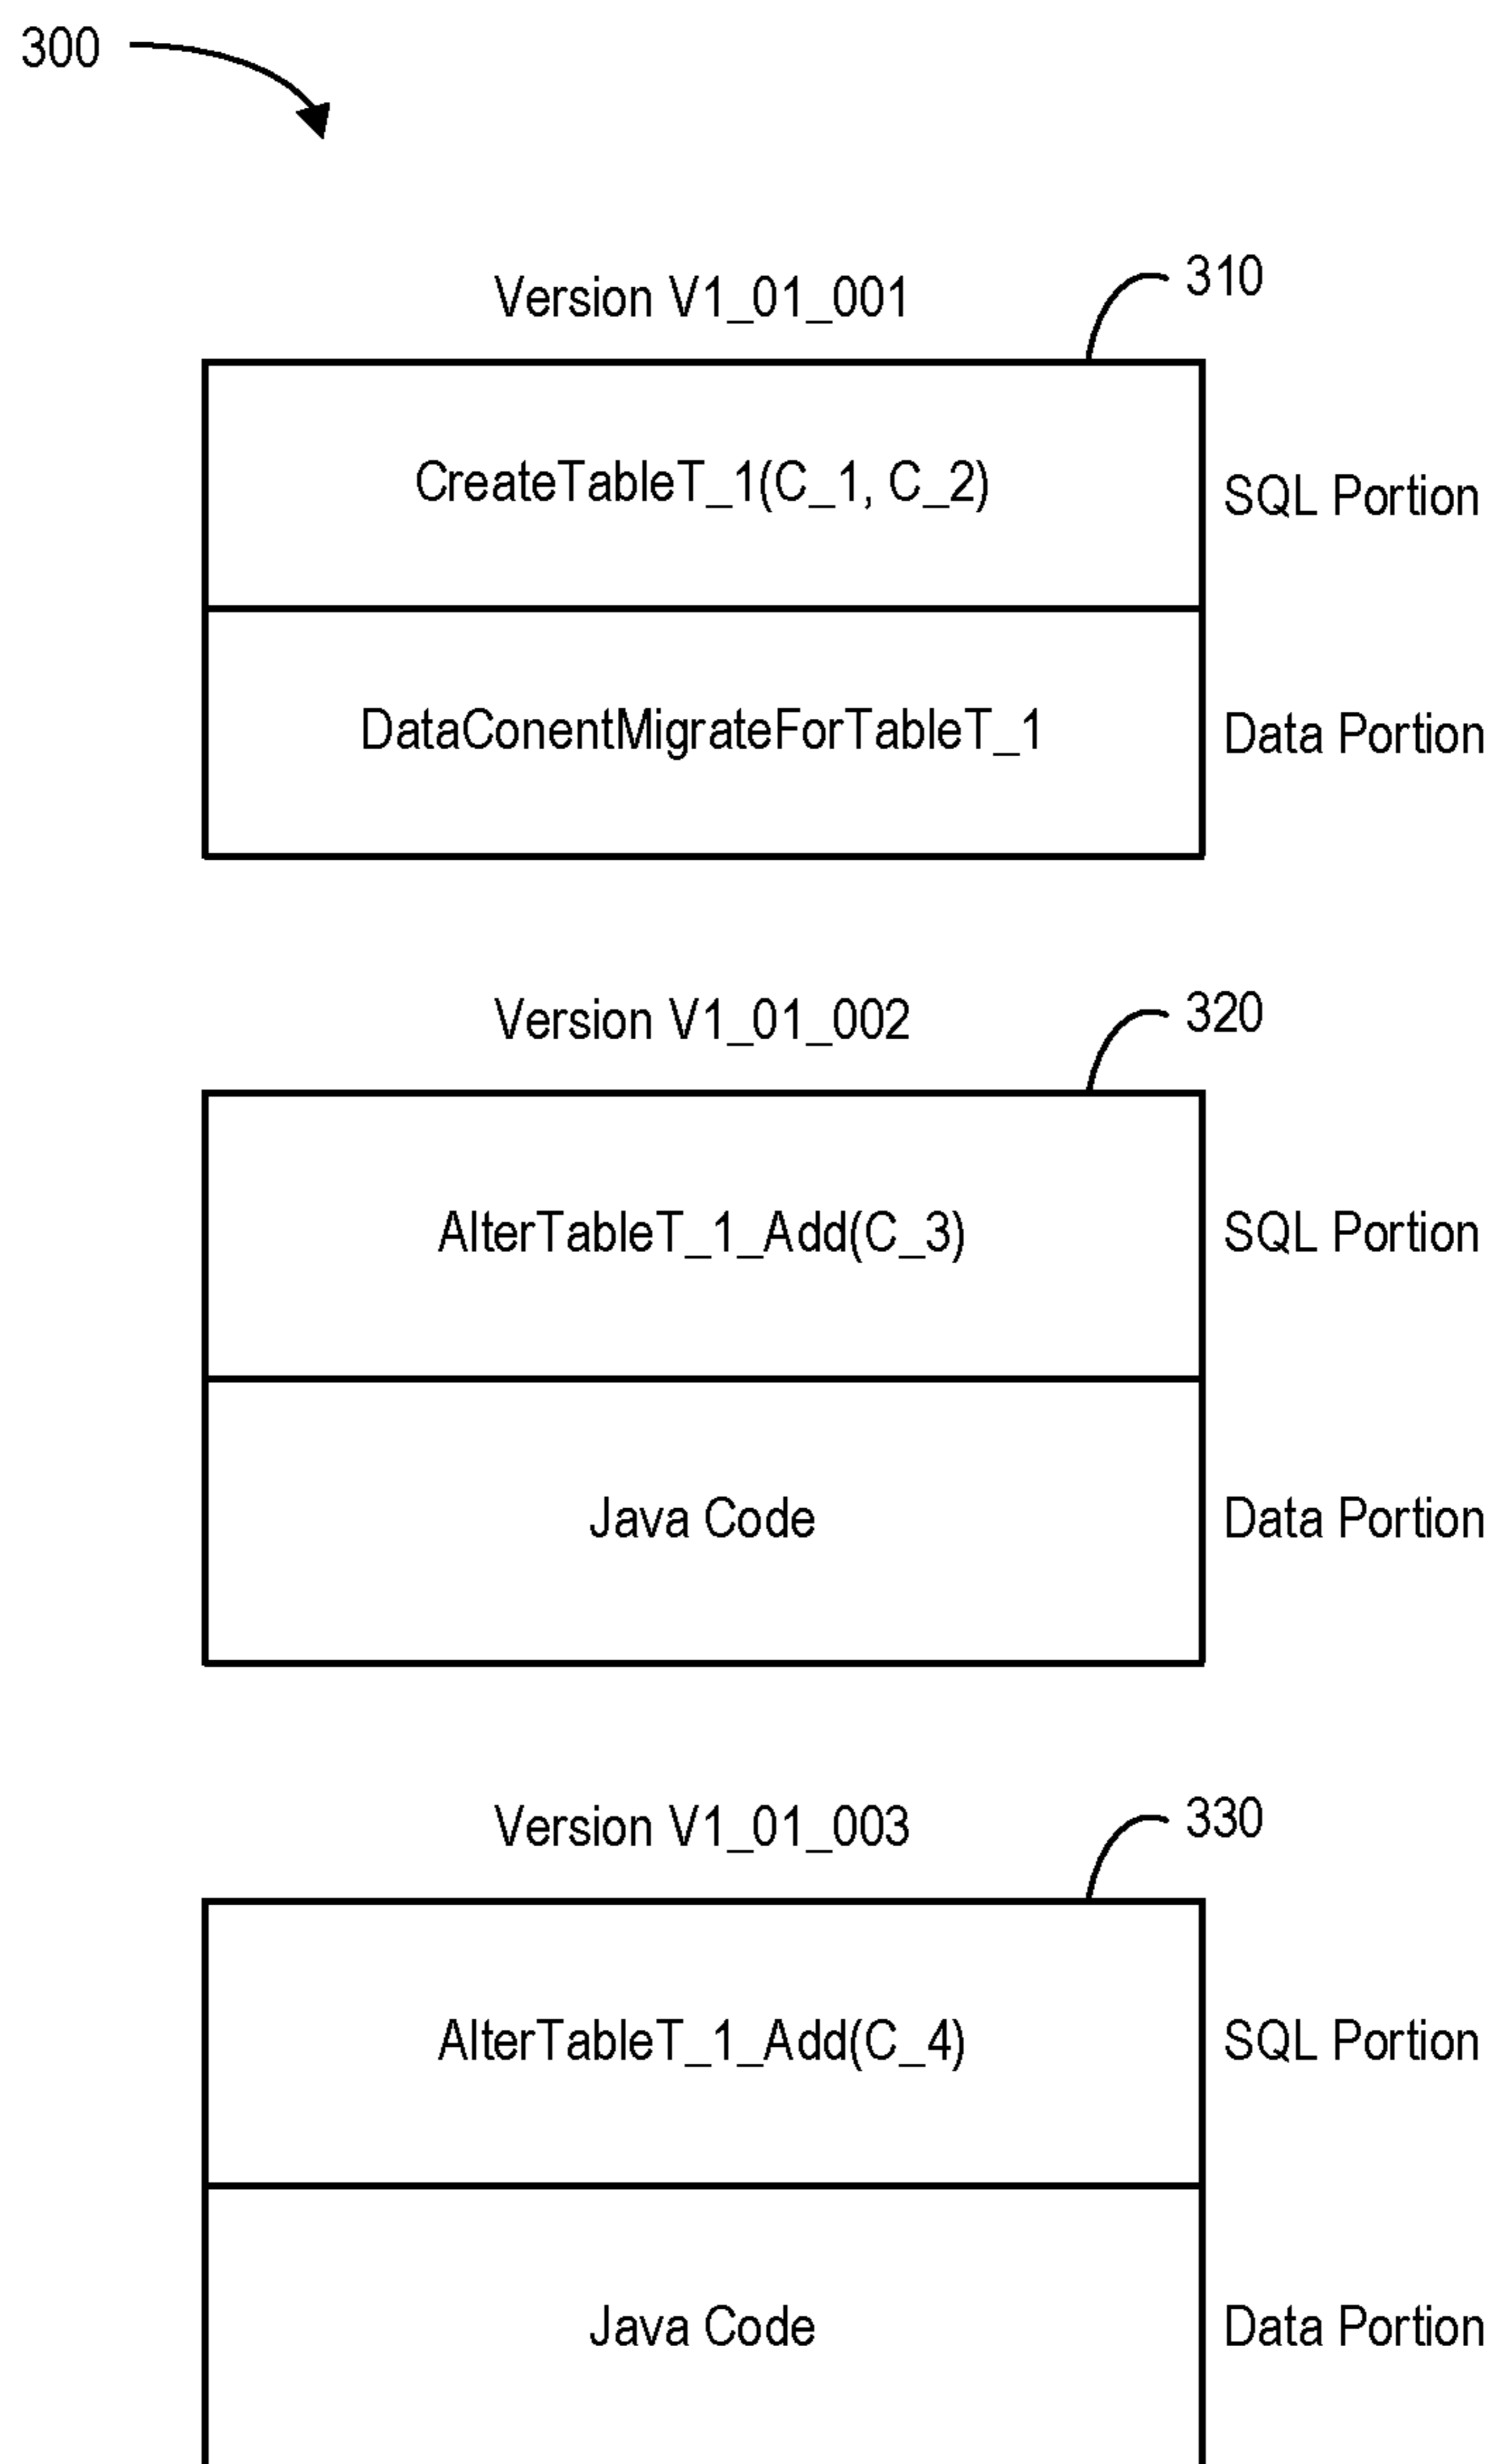 300
Version V1_01_001
310
CreateTableT_1(C_1, C_2)
SQL Portion
DataConentMigrateForTableT_1
Data Portion
Version V1_01_002
320
AlterTableT_1_Add(C_3)
SQL Portion
Java Code
Data Portion
Version V1_01_003
330
AlterTableT_1_Add(C_4)
SQL Portion
Java Code
Data Portion